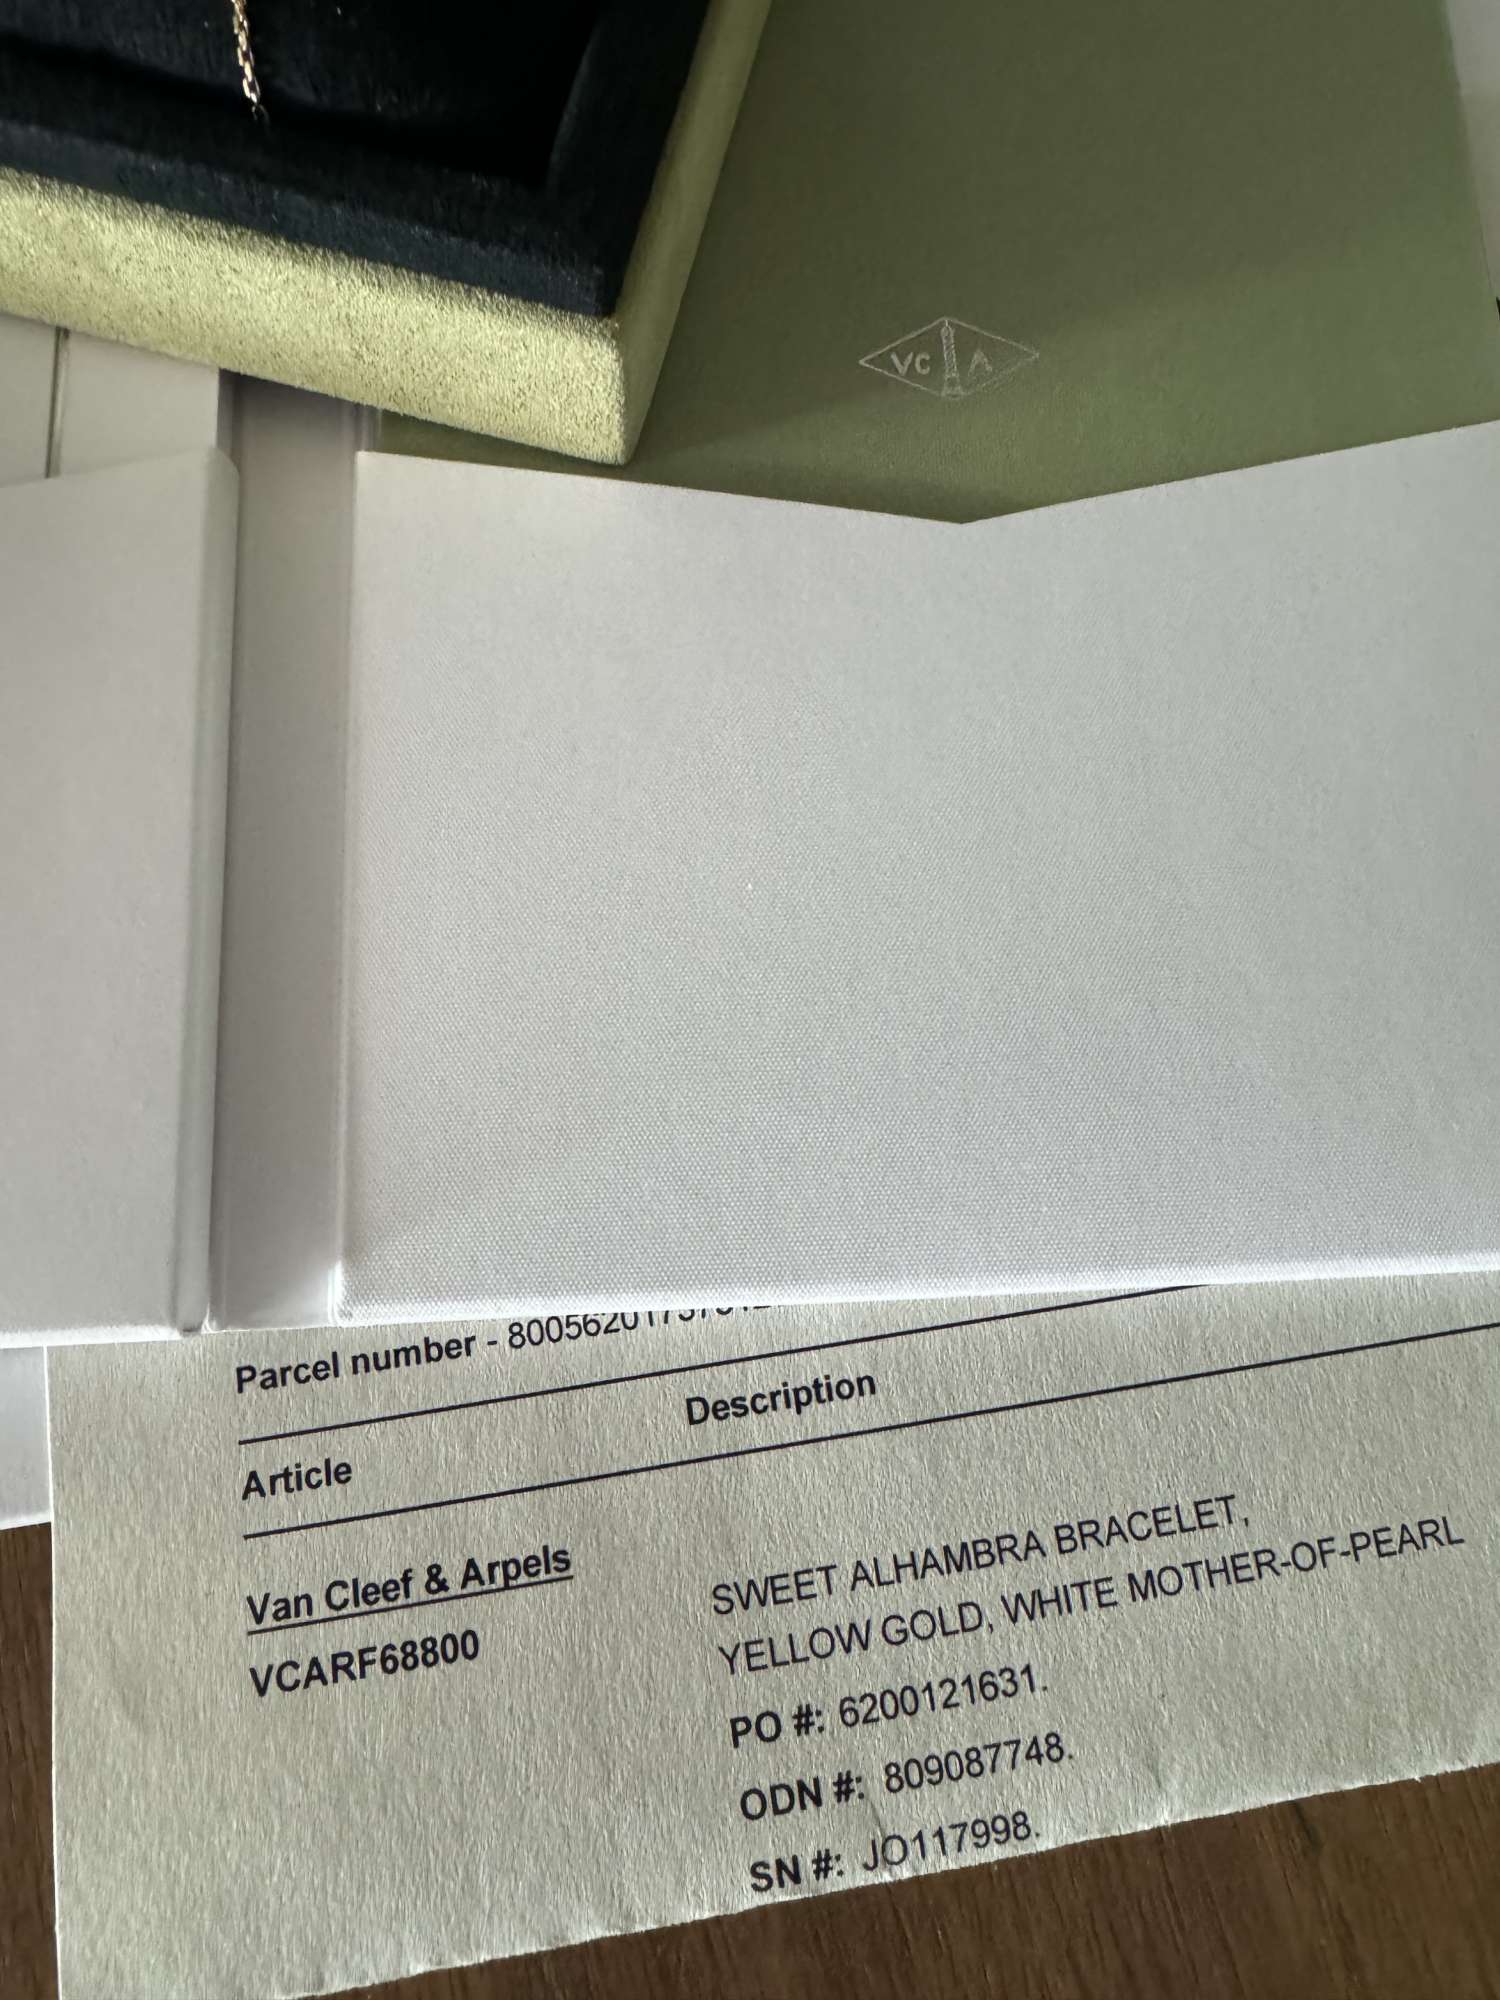 VC A
Parcel number - 80056201
Article Description
Van Cleef & Arpels
VCARF68800
SWEET ALHAMBRA BRACELET,
YELLOW GOLD, WHITE MOTHER-OF-PEARL
PO #: 6200121631.
ODN #: 809087748.
SN #: JO117998.